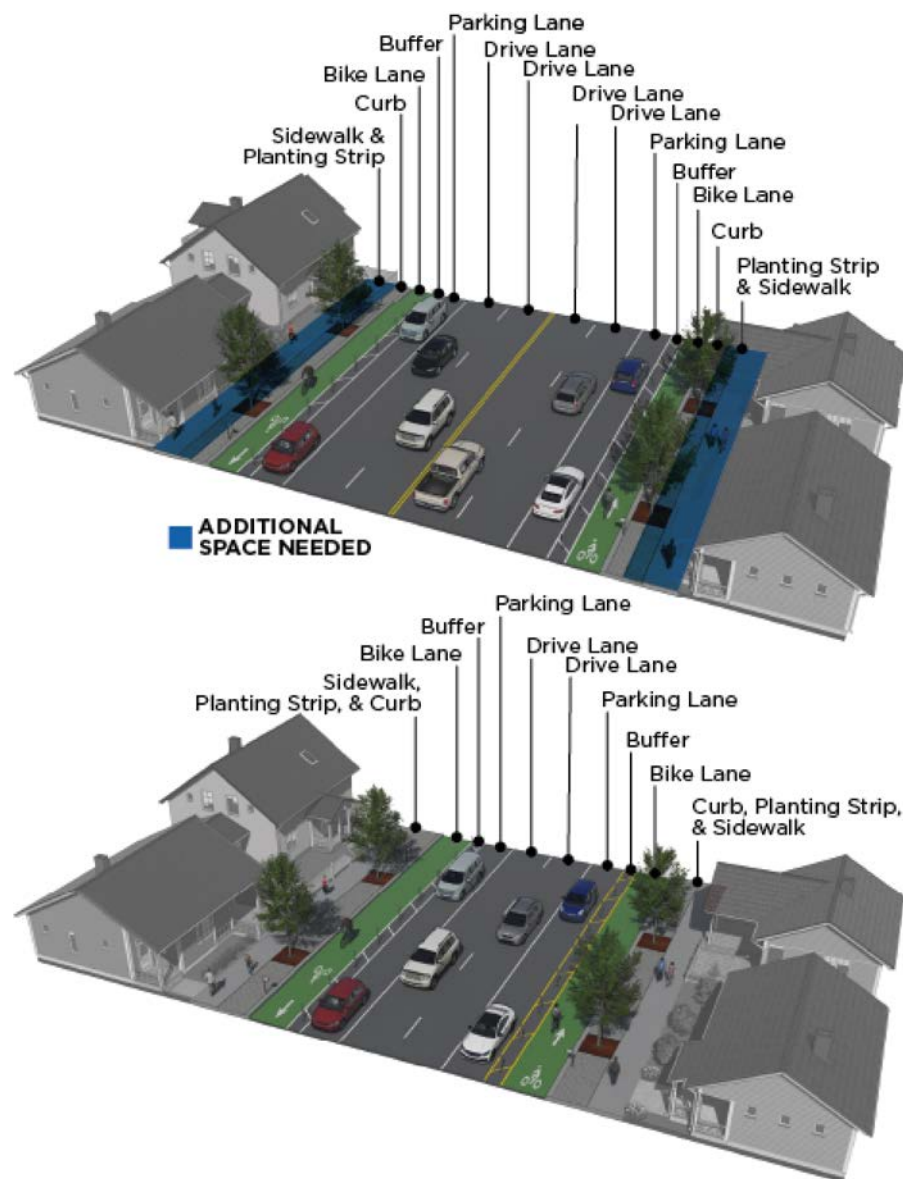 Parking Lane
Drive Lane
Buffer
Drive Lane
Bike Lane
Drive Lane
Curb
Drive Lane
Sidewalk &
Planting Strip
Parking Lane
Buffer
Bike Lane
Curb
Planting Strip
& Sidewalk
ADDITIONAL
SPACE NEEDED
Parking Lane
Buffer
Drive Lane
Bike Lane
Drive Lane
Sidewalk,
Planting Strip, & Curb
Parking Lane
Buffer
Bike Lane
Curb, Planting Strip,
& Sidewalk